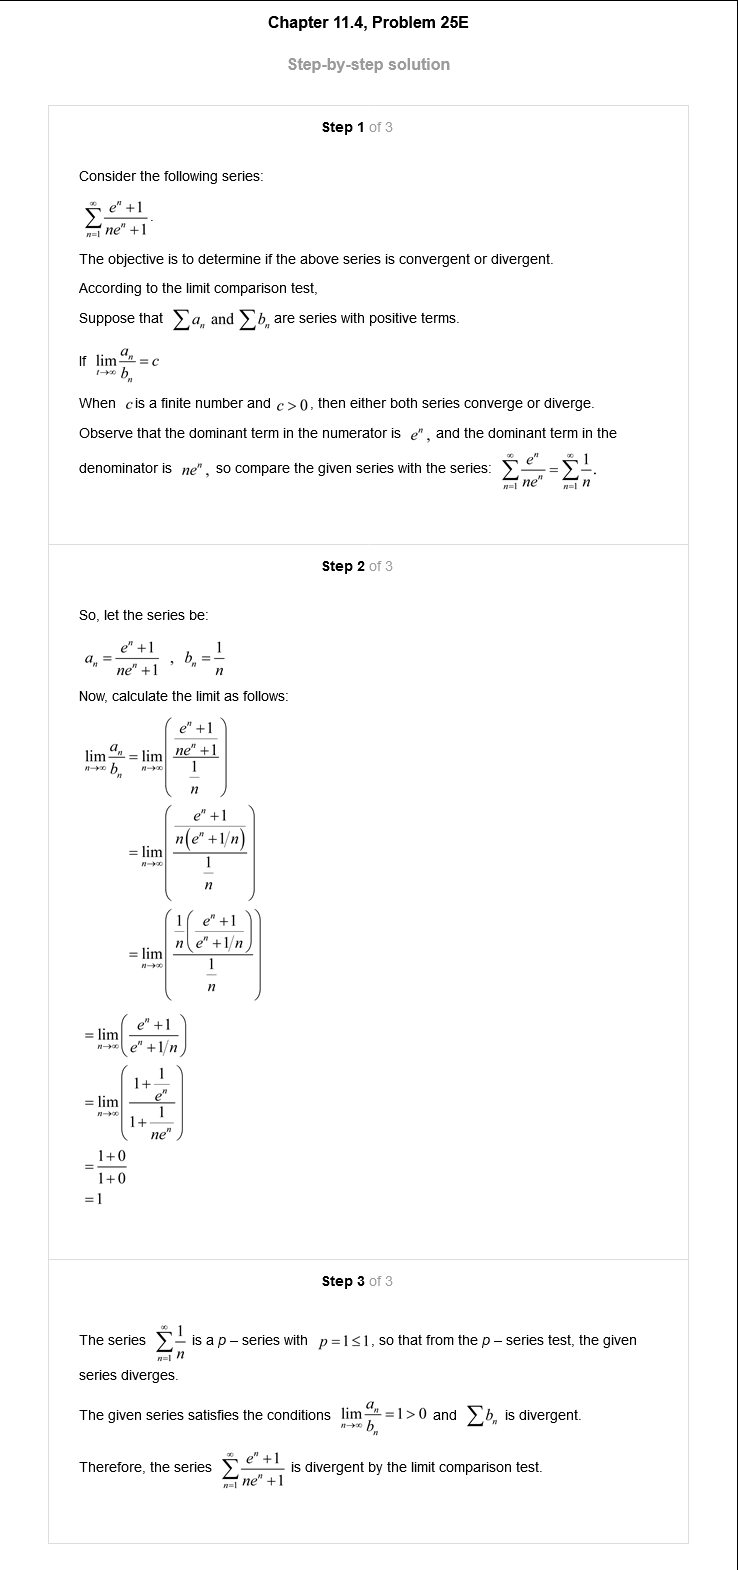 Chapter 11.4, Problem 25E
Step-by-step solution
Step 1 of 3
Consider the following series:
$\sum_{n=1}^{\infty} \frac{e^n+1}{ne^n+1}.$
The objective is to determine if the above series is convergent or divergent.
According to the limit comparison test,
Suppose that $\sum a_n$ and $\sum b_n$ are series with positive terms.
If $\lim_{t\to\infty} \frac{a_n}{b_n} = c$
When $c$ is a finite number and $c > 0$, then either both series converge or diverge.
Observe that the dominant term in the numerator is $e^n$, and the dominant term in the
denominator is $ne^n$, so compare the given series with the series: $\sum_{n=1}^{\infty} \frac{e^n}{ne^n} = \sum_{n=1}^{\infty} \frac{1}{n}.$
Step 2 of 3
So, let the series be:
$a_n = \frac{e^n+1}{ne^n+1}$ , $b_n = \frac{1}{n}$
Now, calculate the limit as follows:
$\lim_{n\to\infty} \frac{a_n}{b_n} = \lim_{n\to\infty} \left( \frac{\frac{e^n+1}{ne^n+1}}{\frac{1}{n}} \right)$
$= \lim_{n\to\infty} \left( \frac{\frac{e^n+1}{n(e^n+1/n)}}{\frac{1}{n}} \right)$
$= \lim_{n\to\infty} \left( \frac{\frac{1}{n}\left(\frac{e^n+1}{e^n+1/n}\right)}{\frac{1}{n}} \right)$
$= \lim_{n\to\infty} \left( \frac{e^n+1}{e^n+1/n} \right)$
$= \lim_{n\to\infty} \left( \frac{1+\frac{1}{e^n}}{1+\frac{1}{ne^n}} \right)$
$= \frac{1+0}{1+0}$
$= 1$
Step 3 of 3
The series $\sum_{n=1}^{\infty} \frac{1}{n}$ is a p – series with $p = 1 \le 1$, so that from the p – series test, the given
series diverges.
The given series satisfies the conditions $\lim_{n\to\infty} \frac{a_n}{b_n} = 1 > 0$ and $\sum b_n$ is divergent.
Therefore, the series $\sum_{n=1}^{\infty} \frac{e^n+1}{ne^n+1}$ is divergent by the limit comparison test.